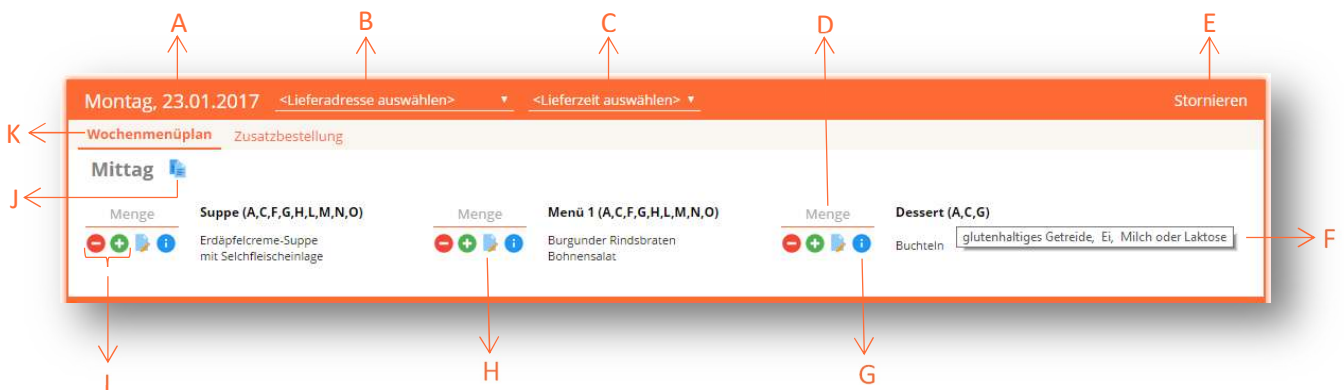 A B C D E
Montag, 23.01.2017 <Lieferadresse auswählen> <Lieferzeit auswählen> Stornieren
K Wochenmenüplan Zusatzbestellung
Mittag
J
Menge Suppe (A,C,F,G,H,L,M,N,O) Menge Menü 1 (A,C,F,G,H,L,M,N,O) Menge Dessert (A,C,G)
Erdäpfelcreme-Suppe Burgunder Rindsbraten Buchteln glutenhaltiges Getreide, Ei, Milch oder Laktose F
mit Selchfleischeinlage Bohnensalat
I H G